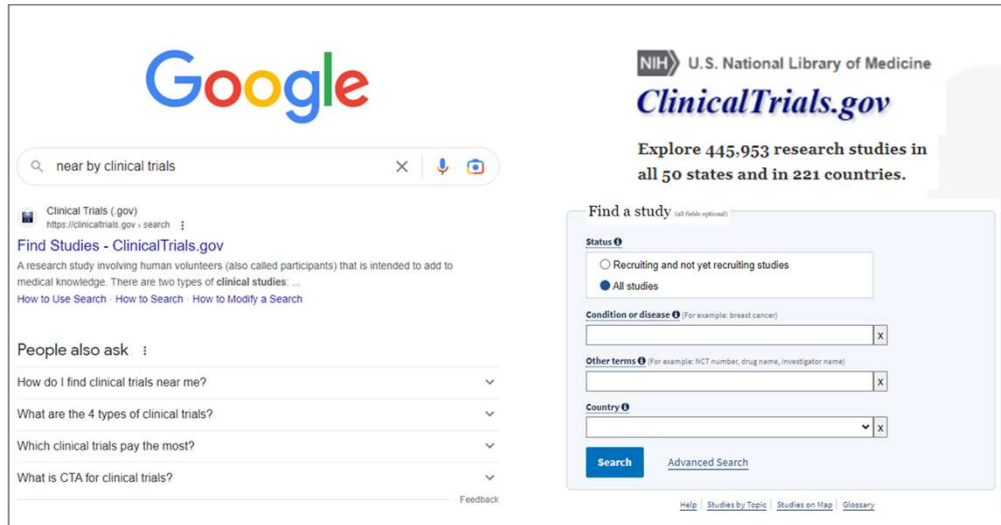 Google
near by clinical trials
Clinical Trials (.gov)
https://clinicaltrials.gov › search
Find Studies - ClinicalTrials.gov
A research study involving human volunteers (also called participants) that is intended to add to
medical knowledge. There are two types of clinical studies: ...
How to Use Search · How to Search · How to Modify a Search
People also ask
How do I find clinical trials near me?
What are the 4 types of clinical trials?
Which clinical trials pay the most?
What is CTA for clinical trials?
Feedback
NIH U.S. National Library of Medicine
ClinicalTrials.gov
Explore 445,953 research studies in
all 50 states and in 221 countries.
Find a study (all fields optional)
Status
Recruiting and not yet recruiting studies
All studies
Condition or disease (For example: breast cancer)
x
Other terms (For example: NCT number, drug name, investigator name)
x
Country
x
Search Advanced Search
Help | Studies by Topic | Studies on Map | Glossary